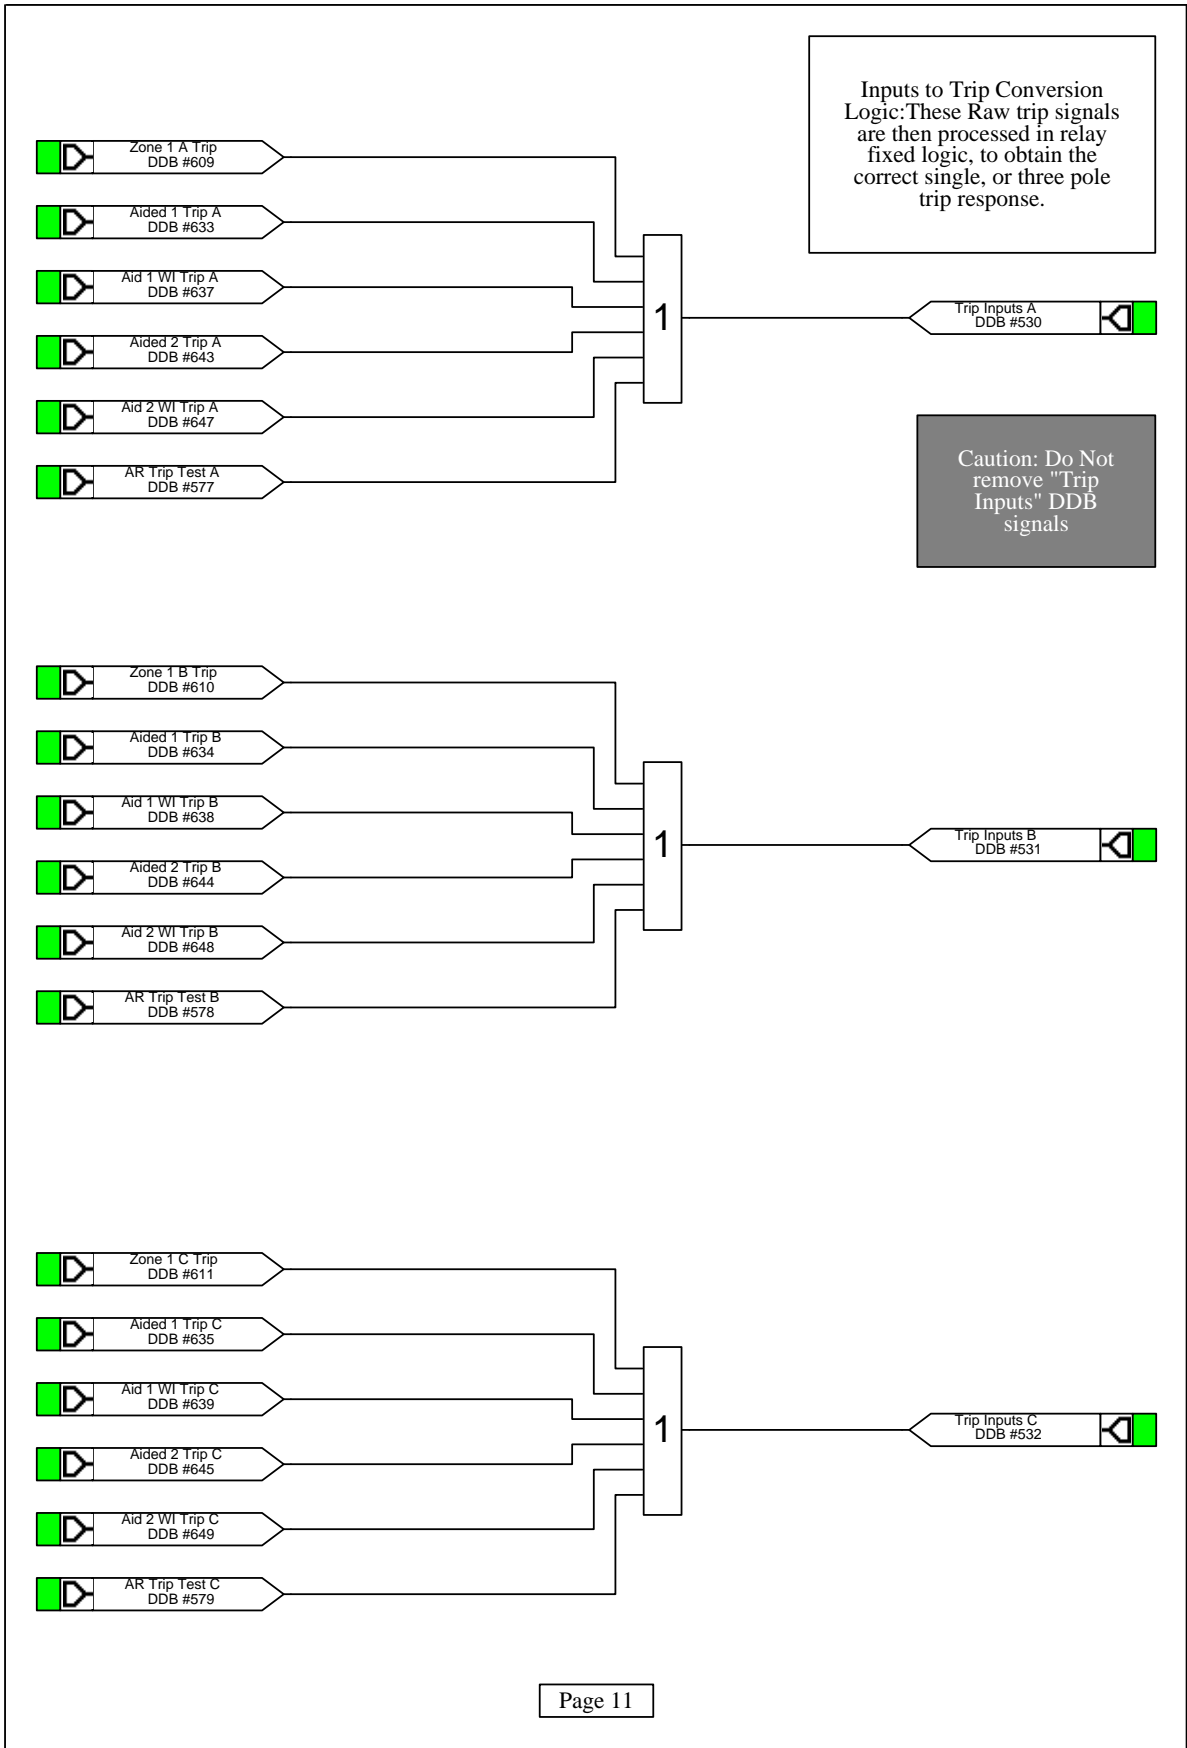 Inputs to Trip Conversion
Logic:These Raw trip signals
are then processed in relay
fixed logic, to obtain the
correct single, or three pole
trip response.
Zone 1 A Trip
DDB #609
Aided 1 Trip A
DDB #633
Aid 1 WI Trip A
DDB #637
Aided 2 Trip A
DDB #643
Aid 2 WI Trip A
DDB #647
AR Trip Test A
DDB #577
1
Trip Inputs A
DDB #530
Caution: Do Not
remove "Trip
Inputs" DDB
signals
Zone 1 B Trip
DDB #610
Aided 1 Trip B
DDB #634
Aid 1 WI Trip B
DDB #638
Aided 2 Trip B
DDB #644
Aid 2 WI Trip B
DDB #648
AR Trip Test B
DDB #578
1
Trip Inputs B
DDB #531
Zone 1 C Trip
DDB #611
Aided 1 Trip C
DDB #635
Aid 1 WI Trip C
DDB #639
Aided 2 Trip C
DDB #645
Aid 2 WI Trip C
DDB #649
AR Trip Test C
DDB #579
1
Trip Inputs C
DDB #532
Page 11